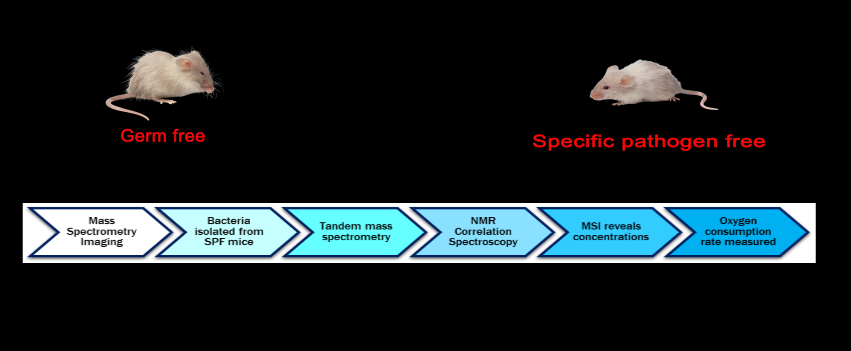 Germ free
Specific pathogen free
Mass
Spectrometry
Imaging
Bacteria
isolated from
SPF mice
Tandem mass
spectrometry
NMR
Correlation
Spectroscopy
MSI reveals
concentrations
Oxygen
consumption
rate measured